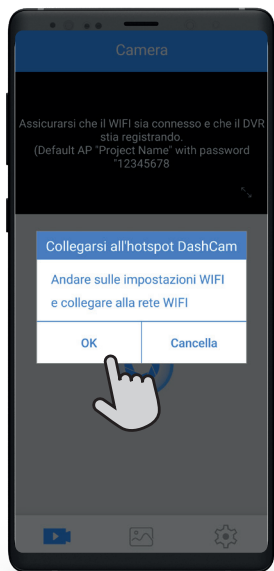 Camera
Assicurarsi che il WIFI sia connesso e che il DVR
stia registrando.
(Default AP "Project Name" with password
"12345678
Collegarsi all'hotspot DashCam
Andare sulle impostazioni WIFI
e collegare alla rete WIFI
OK Cancella